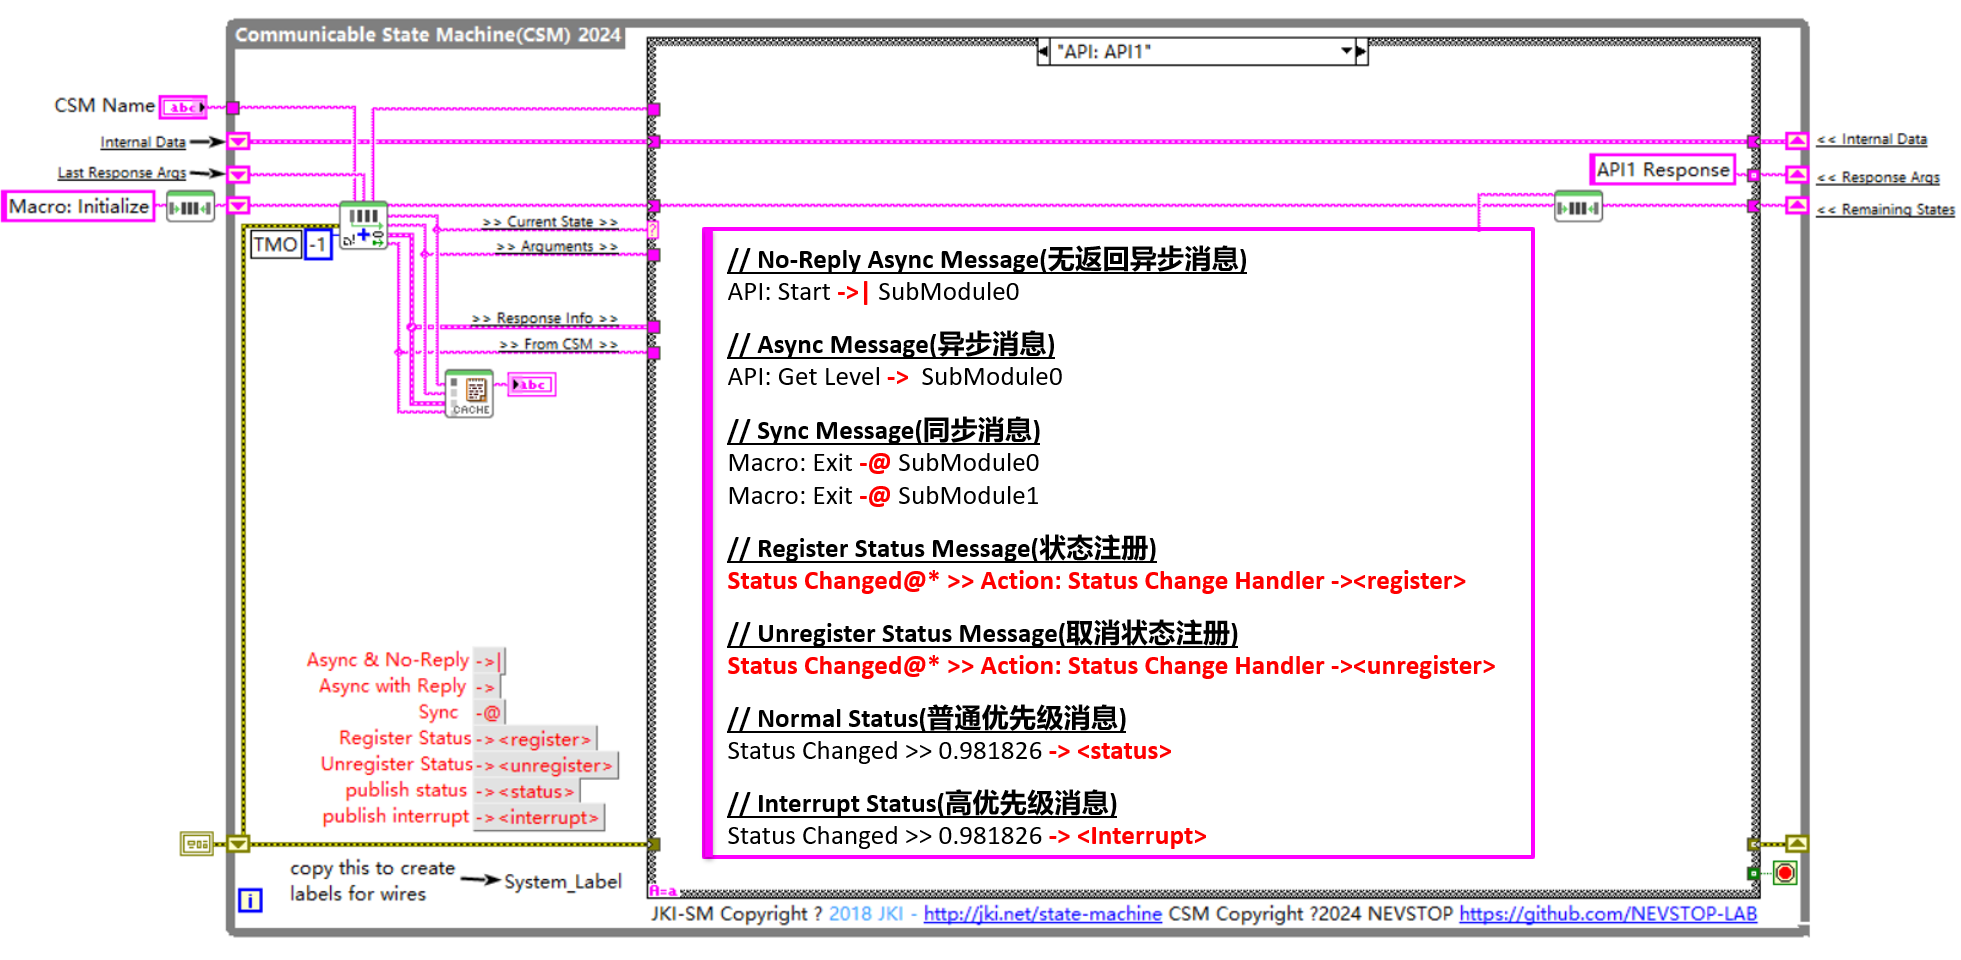 Communicable State Machine(CSM) 2024
"API: API1"
CSM Name
abc
Internal Data
Last Response Args
Macro: Initialize
TMO
-1
>> Current State >>
>> Arguments >>
>> Response Info >>
>> From CSM >>
CACHE
abc
<< Internal Data
API1 Response
<< Response Args
<< Remaining States
?
// No-Reply Async Message(无返回异步消息)
API: Start ->| SubModule0
// Async Message(异步消息)
API: Get Level -> SubModule0
// Sync Message(同步消息)
Macro: Exit -@ SubModule0
Macro: Exit -@ SubModule1
// Register Status Message(状态注册)
Status Changed@* >> Action: Status Change Handler -><register>
// Unregister Status Message(取消状态注册)
Status Changed@* >> Action: Status Change Handler -><unregister>
// Normal Status(普通优先级消息)
Status Changed >> 0.981826 -> <status>
// Interrupt Status(高优先级消息)
Status Changed >> 0.981826 -> <Interrupt>
Async & No-Reply ->|
Async with Reply ->
Sync -@
Register Status -><register>
Unregister Status -><unregister>
publish status -><status>
publish interrupt -><interrupt>
copy this to create
labels for wires
System_Label
i
A=a
JKI-SM Copyright ? 2018 JKI - http://jki.net/state-machine CSM Copyright ?2024 NEVSTOP https://github.com/NEVSTOP-LAB